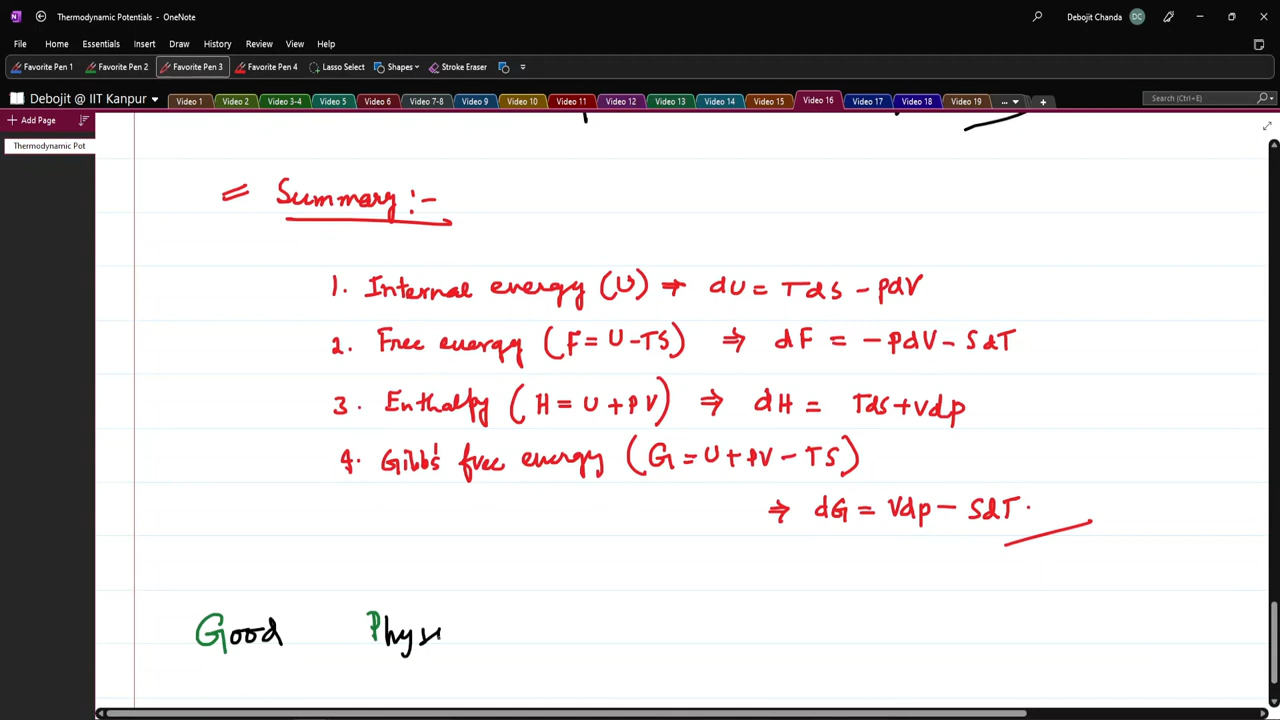 Thermodynamic Potentials - OneNote
Debojit Chanda DC
File Home Essentials Insert Draw History Review View Help
Favorite Pen 1 Favorite Pen 2 Favorite Pen 3 Favorite Pen 4 Lasso Select Shapes Stroke Eraser
Debojit @ IIT Kanpur Video 1 Video 2 Video 3-4 Video 5 Video 6 Video 7-8 Video 9 Video 10 Video 11 Video 12 Video 13 Video 14 Video 15 Video 16 Video 17 Video 18 Video 19 ... Search (Ctrl+E)
Add Page
Thermodynamic Pot
= Summary :-
1. Internal energy (U) → dU = TdS - PdV
2. Free energy (F = U - TS) ⇒ dF = -PdV - SdT
3. Enthalpy (H = U + PV) ⇒ dH = Tds + Vdp
4. Gibb's free energy (G = U + PV - TS)
⇒ dG = Vdp - SdT.
Good